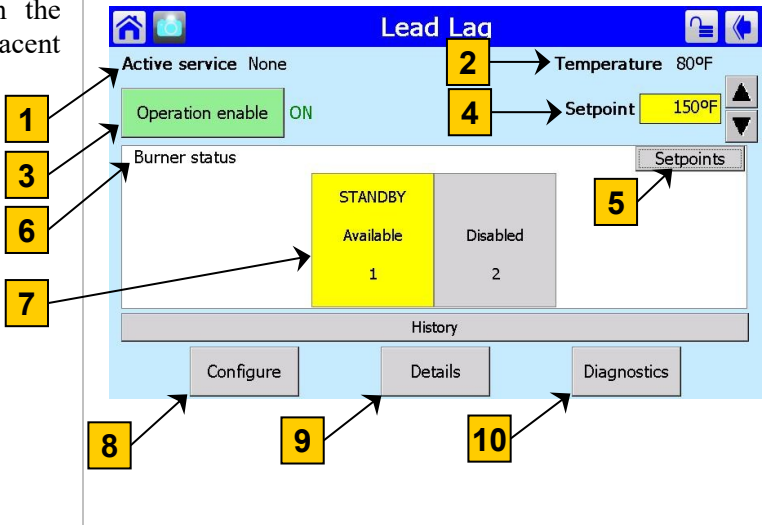 n the
acent
Lead Lag
Active service None
2
Temperature 80ºF
1
Operation enable ON
4
Setpoint 150ºF
3
Burner status
Setpoints
5
6
STANDBY
Available
1
Disabled
2
7
History
Configure
Details
Diagnostics
8
9
10